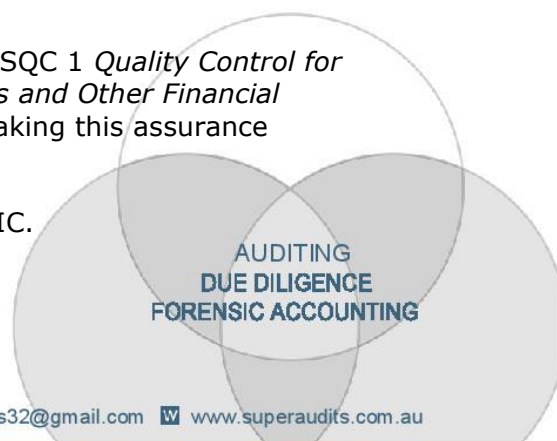 SQC 1 Quality Control for
s and Other Financial
aking this assurance
IC.
AUDITING
DUE DILIGENCE
FORENSIC ACCOUNTING
s32@gmail.com W www.superaudits.com.au